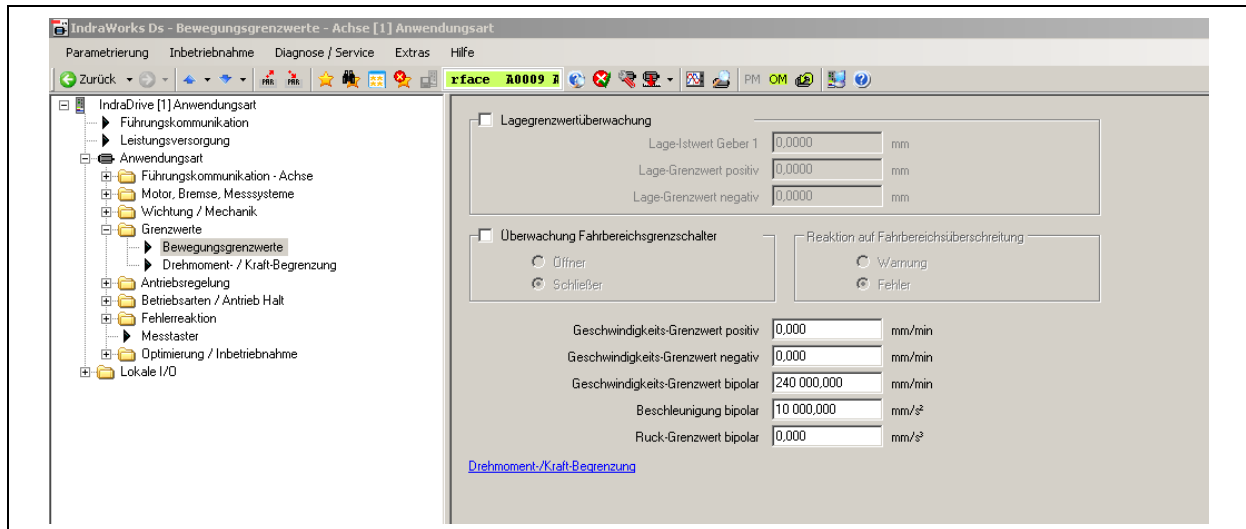 IndraWorks Ds - Bewegungsgrenzwerte - Achse [1] Anwendungsart
Parametrierung Inbetriebnahme Diagnose / Service Extras Hilfe
Zurück PAR PAR rface A0009 A PM OM
IndraDrive [1] Anwendungsart
Führungskommunikation
Leistungsversorgung
Anwendungsart
Führungskommunikation - Achse
Motor, Bremse, Messsysteme
Wichtung / Mechanik
Grenzwerte
Bewegungsgrenzwerte
Drehmoment- / Kraft-Begrenzung
Antriebsregelung
Betriebsarten / Antrieb Halt
Fehlerreaktion
Messtaster
Optimierung / Inbetriebnahme
Lokale I/O
Lagegrenzwertüberwachung
Lage-Istwert Geber 1 0,0000 mm
Lage-Grenzwert positiv 0,0000 mm
Lage-Grenzwert negativ 0,0000 mm
Überwachung Fahrbereichsgrenzschalter
Öffner
Schließer
Reaktion auf Fahrbereichsüberschreitung
Warnung
Fehler
Geschwindigkeits-Grenzwert positiv 0,000 mm/min
Geschwindigkeits-Grenzwert negativ 0,000 mm/min
Geschwindigkeits-Grenzwert bipolar 240 000,000 mm/min
Beschleunigung bipolar 10 000,000 mm/s²
Ruck-Grenzwert bipolar 0,000 mm/s³
Drehmoment-/Kraft-Begrenzung